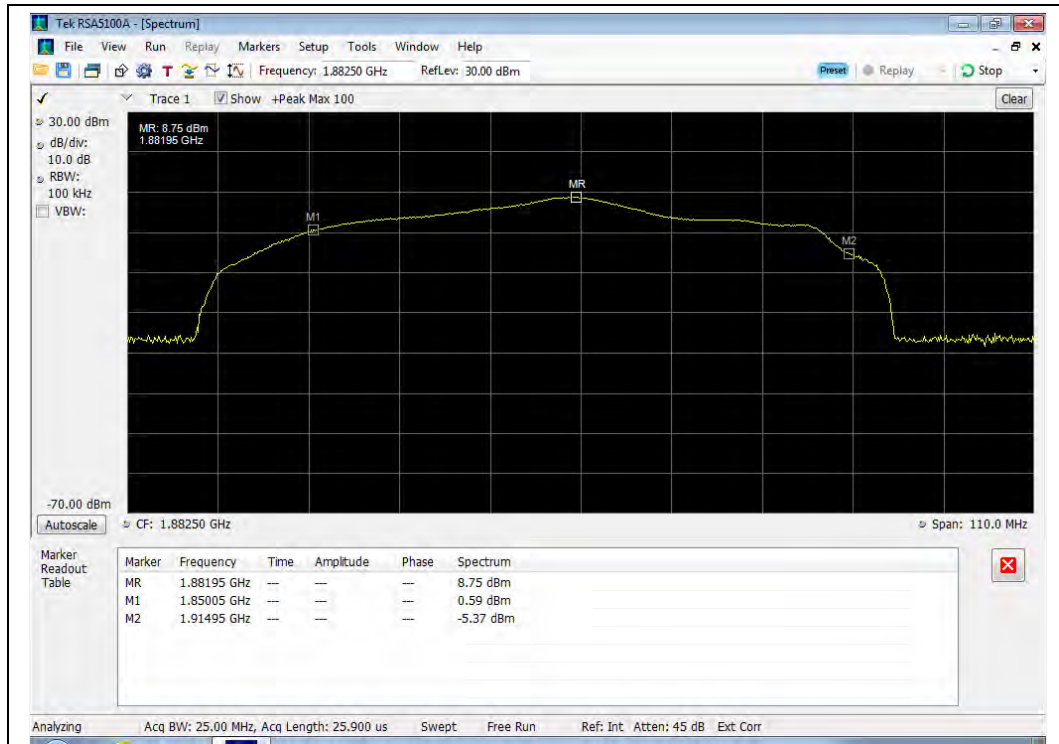 Tek RSA5100A - [Spectrum]
File View Run Replay Markers Setup Tools Window Help
T Frequency: 1.88250 GHz RefLev: 30.00 dBm Preset Replay Stop
Trace 1 Show +Peak Max 100 Clear
30.00 dBm
dB/div:
10.0 dB
RBW:
100 kHz
VBW:
MR: 8.75 dBm
1.88195 GHz
MR
M1
M2
-70.00 dBm
Autoscale CF: 1.88250 GHz Span: 110.0 MHz
Marker Readout Table
Marker Frequency Time Amplitude Phase Spectrum
MR 1.88195 GHz --- --- --- 8.75 dBm
M1 1.85005 GHz --- --- --- 0.59 dBm
M2 1.91495 GHz --- --- --- -5.37 dBm
Analyzing Acq BW: 25.00 MHz, Acq Length: 25.900 us Swept Free Run Ref: Int Atten: 45 dB Ext Corr